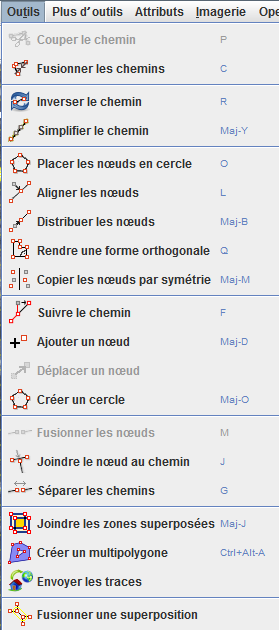 Outils Plus d'outils Attributs Imagerie Ope
Couper le chemin P
Fusionner les chemins C
Inverser le chemin R
Simplifier le chemin Maj-Y
Placer les nœuds en cercle O
Aligner les nœuds L
Distribuer les nœuds Maj-B
Rendre une forme orthogonale Q
Copier les nœuds par symétrie Maj-M
Suivre le chemin F
Ajouter un nœud Maj-D
Déplacer un nœud
Créer un cercle Maj-O
Fusionner les nœuds M
Joindre le nœud au chemin J
Séparer les chemins G
Joindre les zones superposées Maj-J
Créer un multipolygone Ctrl+Alt-A
Envoyer les traces
Fusionner une superposition